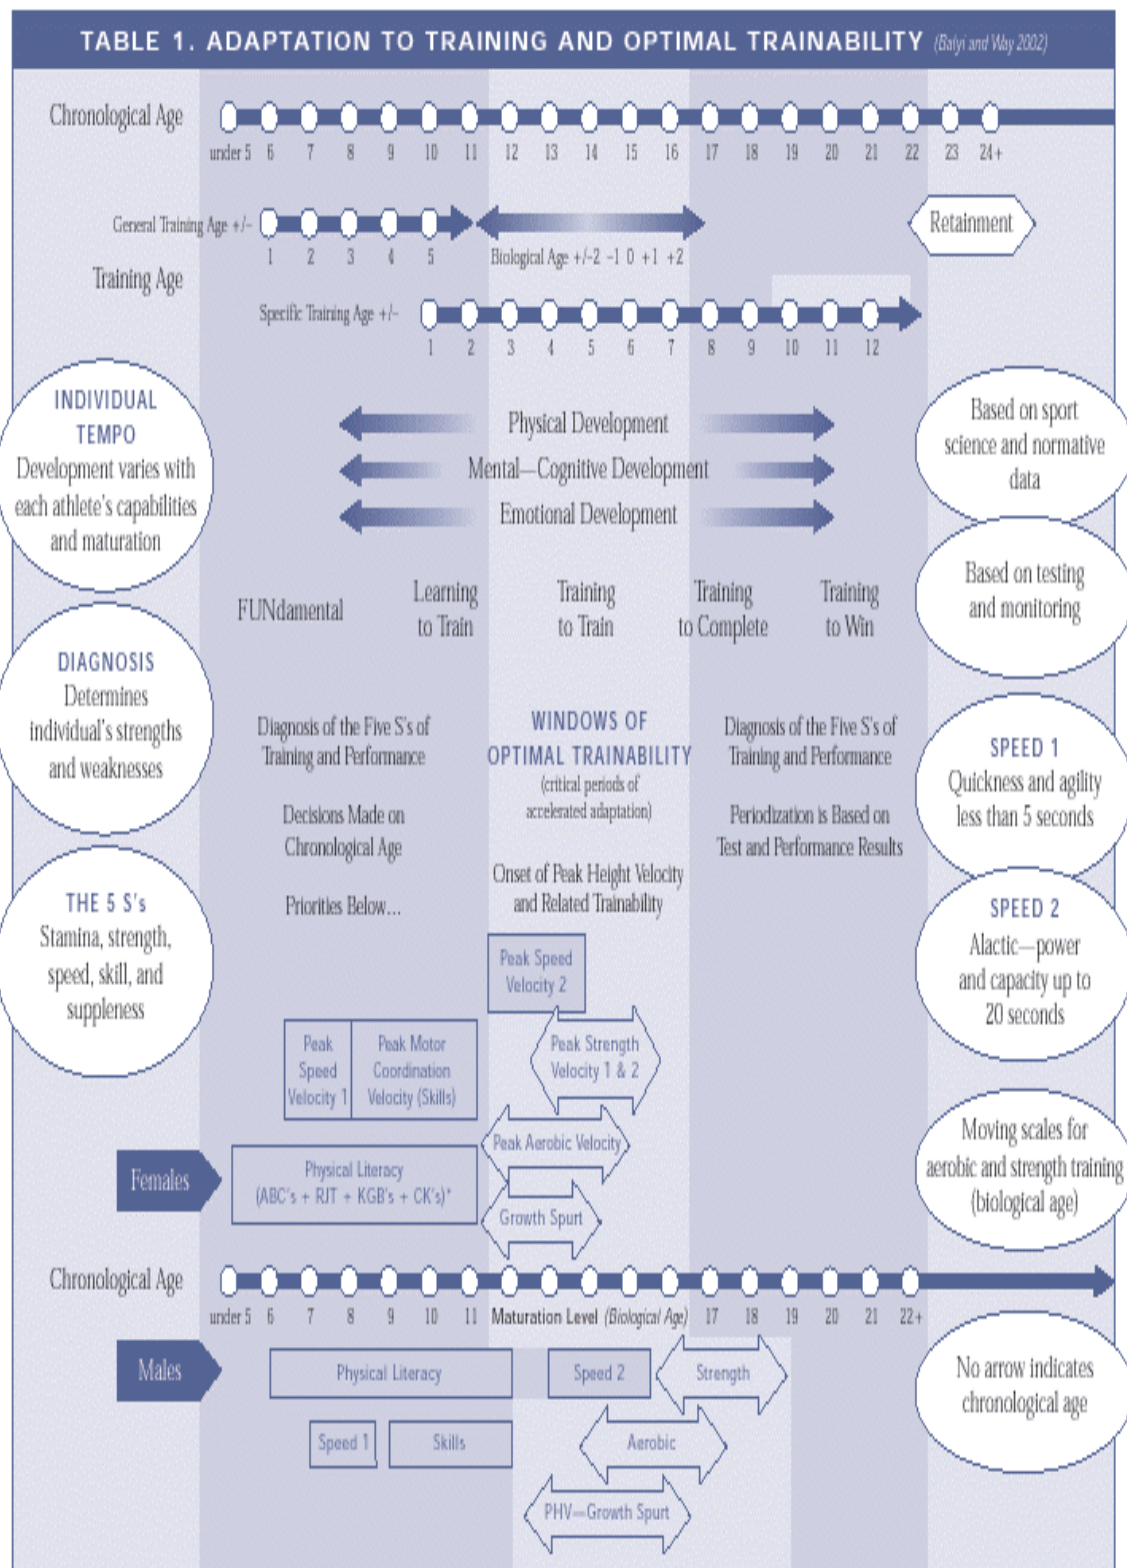 TABLE 1. ADAPTATION TO TRAINING AND OPTIMAL TRAINABILITY (Balyi and Way 2002)
Chronological Age
under 5 6 7 8 9 10 11 12 13 14 15 16 17 18 19 20 21 22 23 24+
General Training Age +/-
1 2 3 4 5
Biological Age +/-2 -1 0 +1 +2
Retainment
Training Age
Specific Training Age +/-
1 2 3 4 5 6 7 8 9 10 11 12
INDIVIDUAL
TEMPO
Development varies with
each athlete's capabilities
and maturation
Physical Development
Mental—Cognitive Development
Emotional Development
Based on sport
science and normative
data
Based on testing
and monitoring
FUNdamental
Learning
to Train
Training
to Train
Training
to Complete
Training
to Win
DIAGNOSIS
Determines
individual's strengths
and weaknesses
Diagnosis of the Five S's of
Training and Performance
Decisions Made on
Chronological Age
Priorities Below...
WINDOWS OF
OPTIMAL TRAINABILITY
(critical periods of
accelerated adaptation)
Onset of Peak Height Velocity
and Related Trainability
Diagnosis of the Five S's of
Training and Performance
Periodization is Based on
Test and Performance Results
SPEED 1
Quickness and agility
less than 5 seconds
THE 5 S's
Stamina, strength,
speed, skill, and
suppleness
SPEED 2
Alactic—power
and capacity up to
20 seconds
Peak Speed
Velocity 2
Peak
Speed
Velocity 1
Peak Motor
Coordination
Velocity (Skills)
Peak Strength
Velocity 1 & 2
Peak Aerobic Velocity
Females
Physical Literacy
(ABC's + RJT + KGB's + CK's)*
Growth Spurt
Moving scales for
aerobic and strength training
(biological age)
Chronological Age
under 5 6 7 8 9 10 11 Maturation Level (Biological Age) 17 18 19 20 21 22+
Males
Physical Literacy
Speed 2
Strength
Speed 1
Skills
Aerobic
PHV—Growth Spurt
No arrow indicates
chronological age